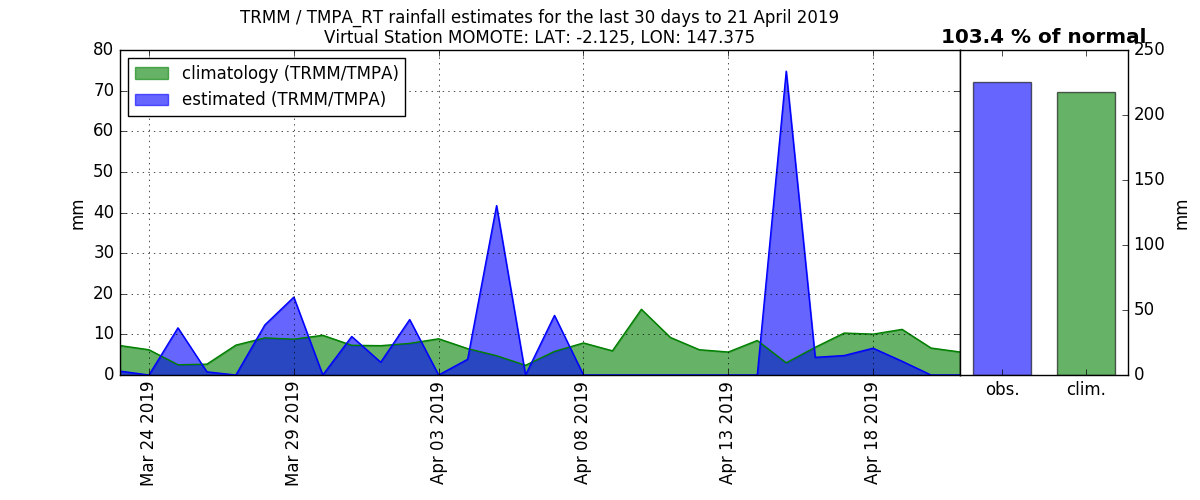 TRMM / TMPA_RT rainfall estimates for the last 30 days to 21 April 2019
Virtual Station MOMOTE: LAT: -2.125, LON: 147.375
103.4 % of normal
climatology (TRMM/TMPA)
estimated (TRMM/TMPA)
mm
80
70
60
50
40
30
20
10
0
Mar 24 2019
Mar 29 2019
Apr 03 2019
Apr 08 2019
Apr 13 2019
Apr 18 2019
obs.
clim.
250
200
150
100
50
0
mm